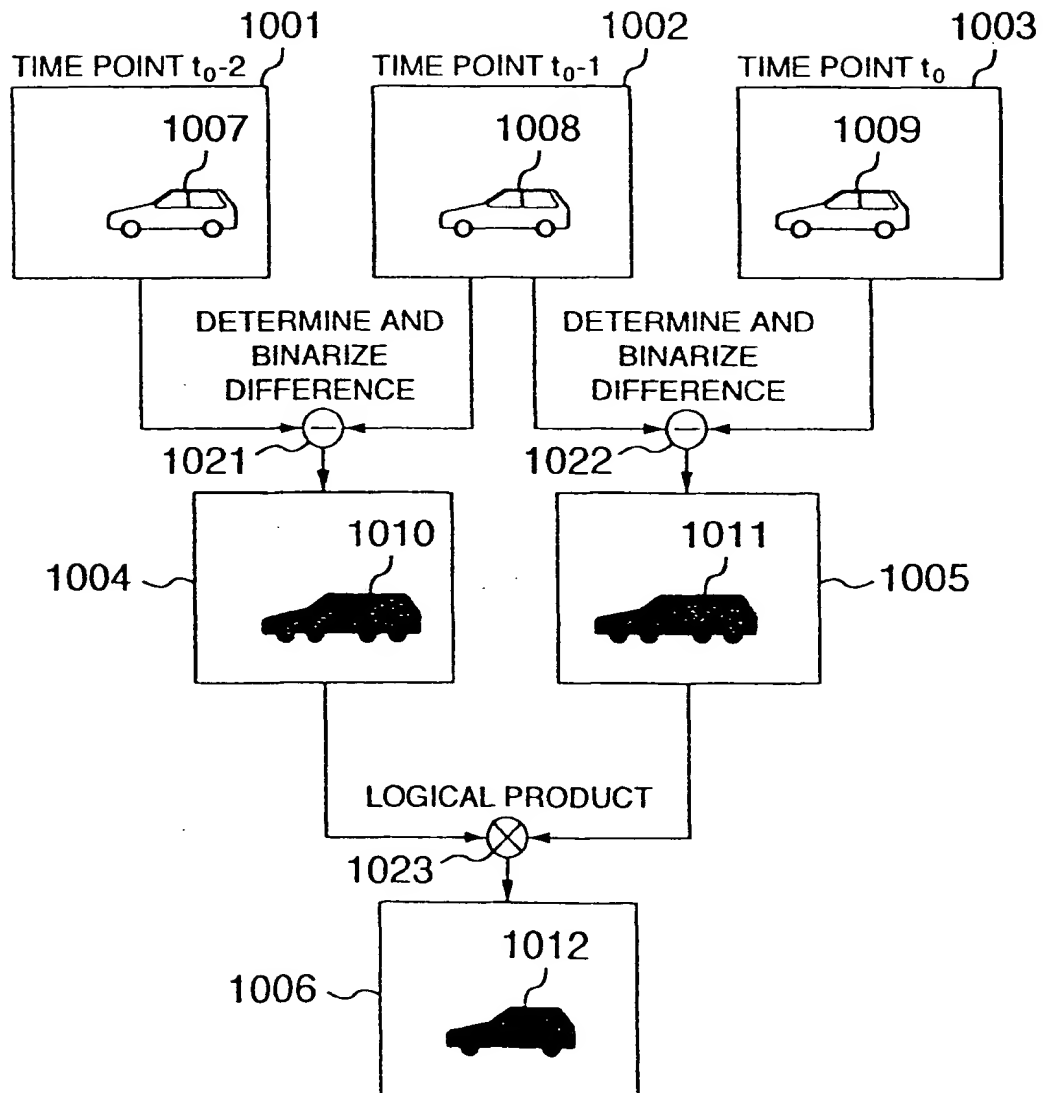 1001
1002
1003
TIME POINT t₀-2
TIME POINT t₀-1
TIME POINT t₀
1007
1008
1009
DETERMINE AND
BINARIZE
DIFFERENCE
DETERMINE AND
BINARIZE
DIFFERENCE
1021
1022
1010
1011
1004
1005
LOGICAL PRODUCT
1023
1012
1006